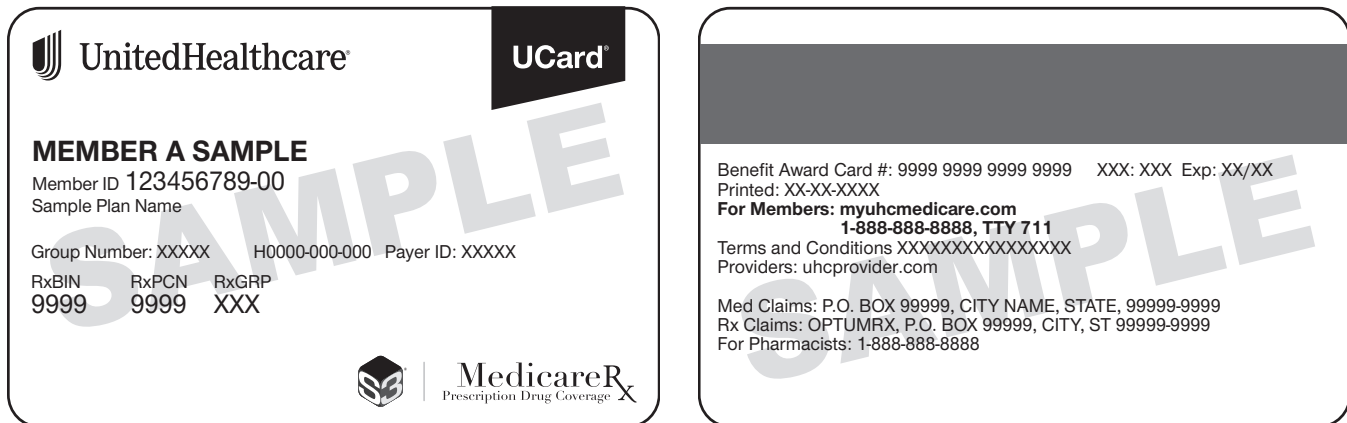 UnitedHealthcare®
UCard®
MEMBER A SAMPLE
Member ID 123456789-00
Sample Plan Name
Group Number: XXXXX H0000-000-000 Payer ID: XXXXX
RxBIN RxPCN RxGRP
9999 9999 XXX
SAMPLE
S3®
MedicareRx
Prescription Drug Coverage
Benefit Award Card #: 9999 9999 9999 9999 XXX: XXX Exp: XX/XX
Printed: XX-XX-XXXX
For Members: myuhcmedicare.com
1-888-888-8888, TTY 711
Terms and Conditions XXXXXXXXXXXXXXXX
Providers: uhcprovider.com
Med Claims: P.O. BOX 99999, CITY NAME, STATE, 99999-9999
Rx Claims: OPTUMRX, P.O. BOX 99999, CITY, ST 99999-9999
For Pharmacists: 1-888-888-8888
SAMPLE